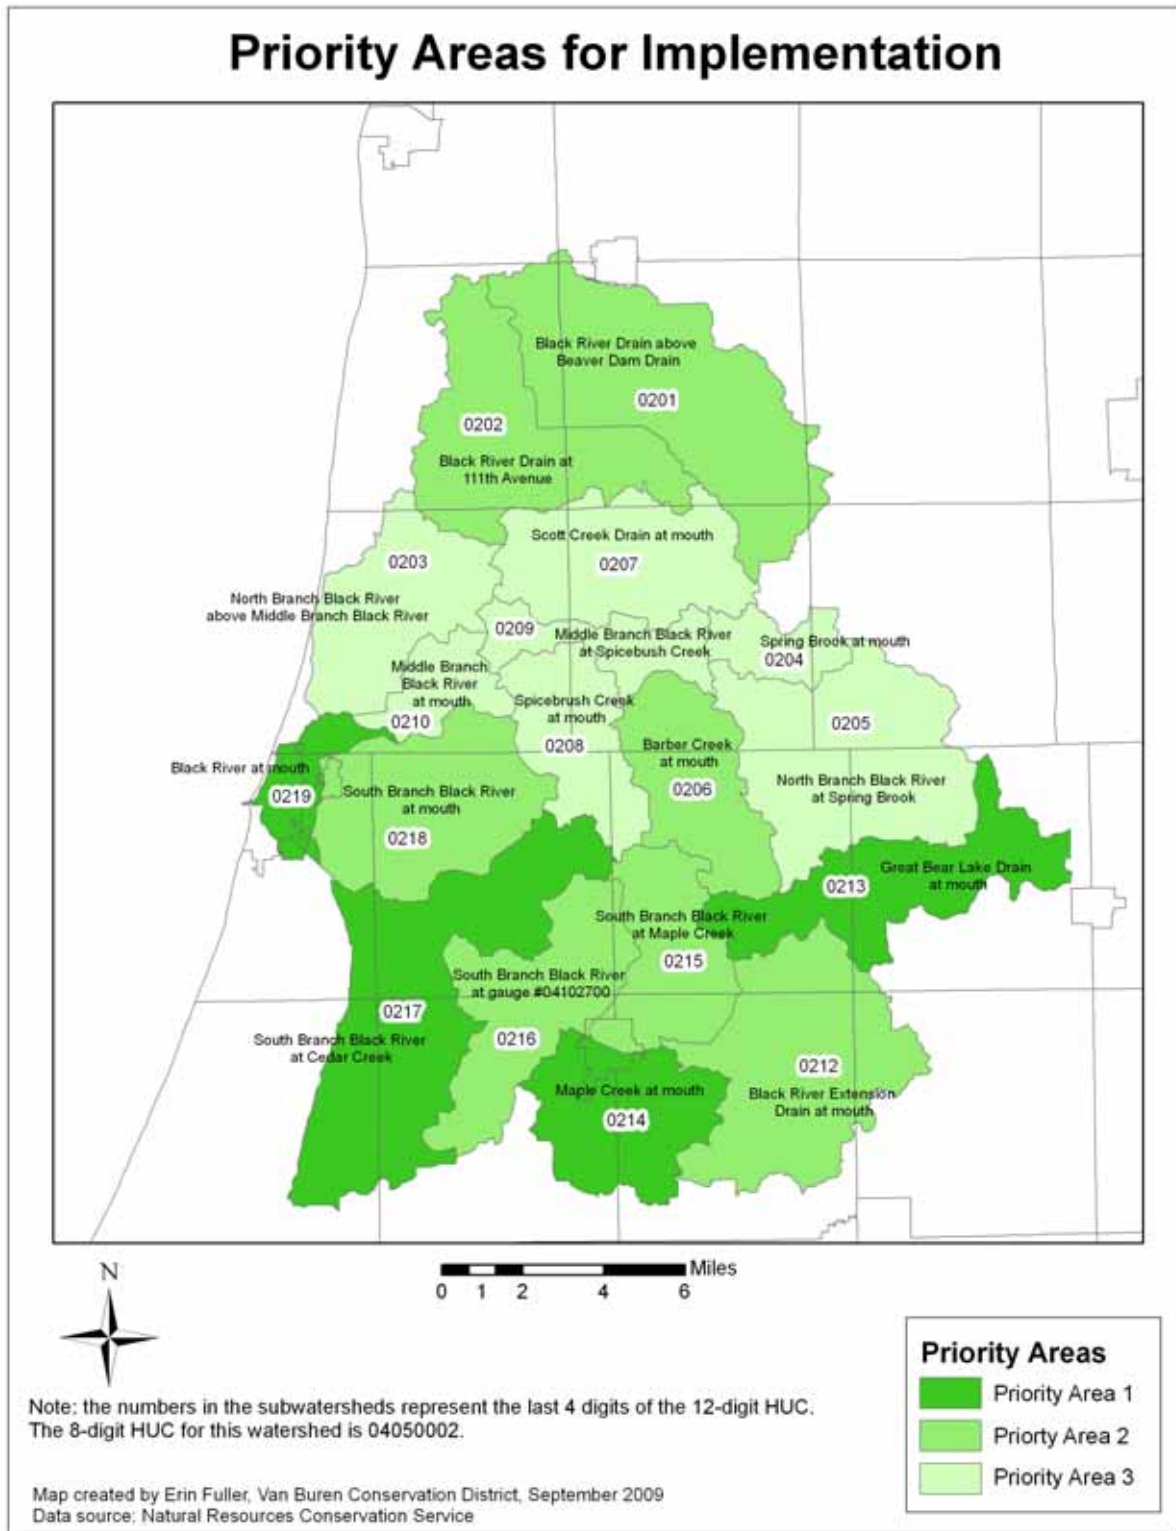 Priority Areas for Implementation
Black River Drain above
Beaver Dam Drain
0201
0202
Black River Drain at
111th Avenue
Scott Creek Drain at mouth
0207
0203
North Branch Black River
above Middle Branch Black River
0209
Middle Branch Black River
at Spicebush Creek
Spring Brook at mouth
0204
Middle Branch
Black River
at mouth
0210
Spicebrush Creek
at mouth
0208
0205
Barber Creek
at mouth
0206
North Branch Black River
at Spring Brook
Black River at mouth
0219
South Branch Black River
at mouth
0218
Great Bear Lake Drain
at mouth
0213
South Branch Black River
at Maple Creek
0215
South Branch Black River
at gauge #04102700
0216
0217
South Branch Black River
at Cedar Creek
Maple Creek at mouth
0214
0212
Black River Extension
Drain at mouth
N
Miles
0 1 2 4 6
Priority Areas
Priority Area 1
Priorty Area 2
Priority Area 3
Note: the numbers in the subwatersheds represent the last 4 digits of the 12-digit HUC.
The 8-digit HUC for this watershed is 04050002.
Map created by Erin Fuller, Van Buren Conservation District, September 2009
Data source: Natural Resources Conservation Service